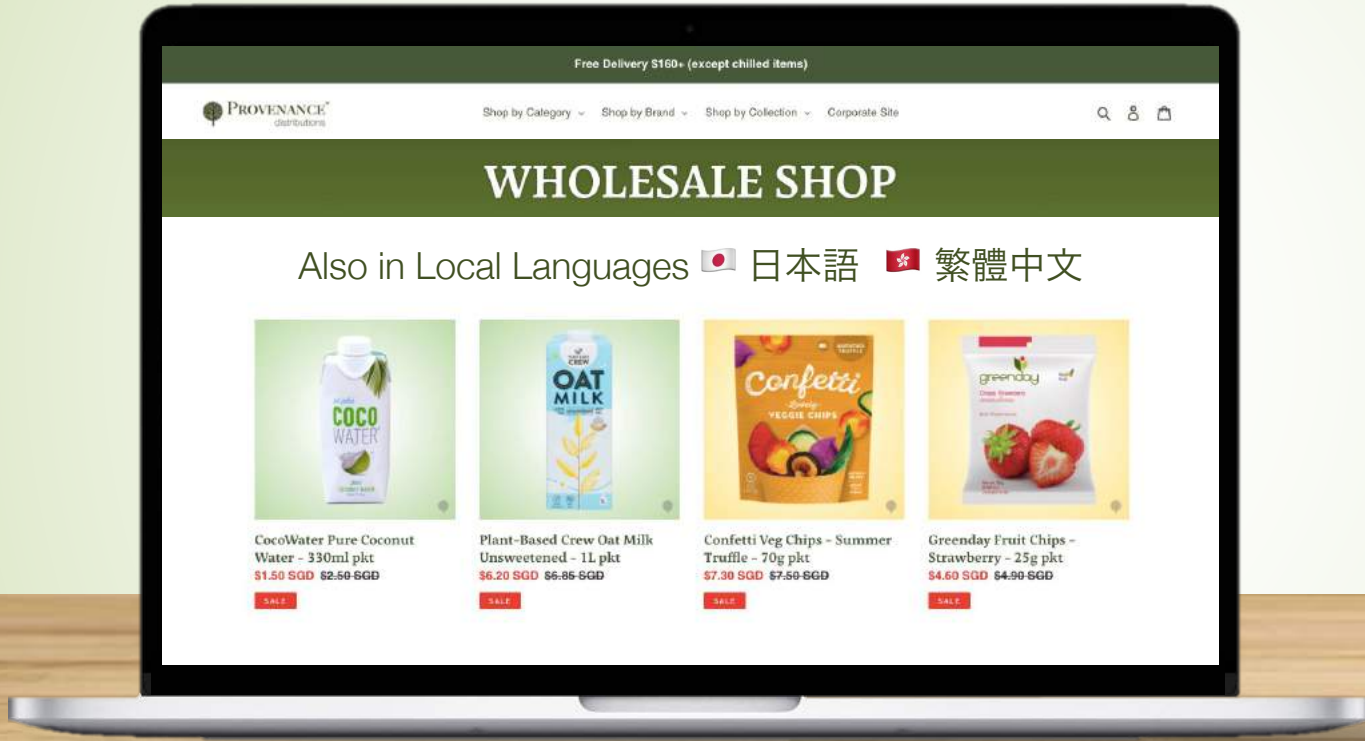 Free Delivery $160+ (except chilled items)
PROVENANCE
distributions
Shop by Category Shop by Brand Shop by Collection Corporate Site
WHOLESALE SHOP
Also in Local Languages 🇯🇵 日本語 🇭🇰 繁體中文
COCO
WATER
CREW
OAT
MILK
Confetti
Lovely
VEGGIE CHIPS
greenday
CocoWater Pure Coconut
Water - 330ml pkt
$1.50 SGD $2.50 SGD
SALE
Plant-Based Crew Oat Milk
Unsweetened - 1L pkt
$6.20 SGD $6.85 SGD
SALE
Confetti Veg Chips - Summer
Truffle - 70g pkt
$7.30 SGD $7.50 SGD
SALE
Greenday Fruit Chips -
Strawberry - 25g pkt
$4.60 SGD $4.90 SGD
SALE